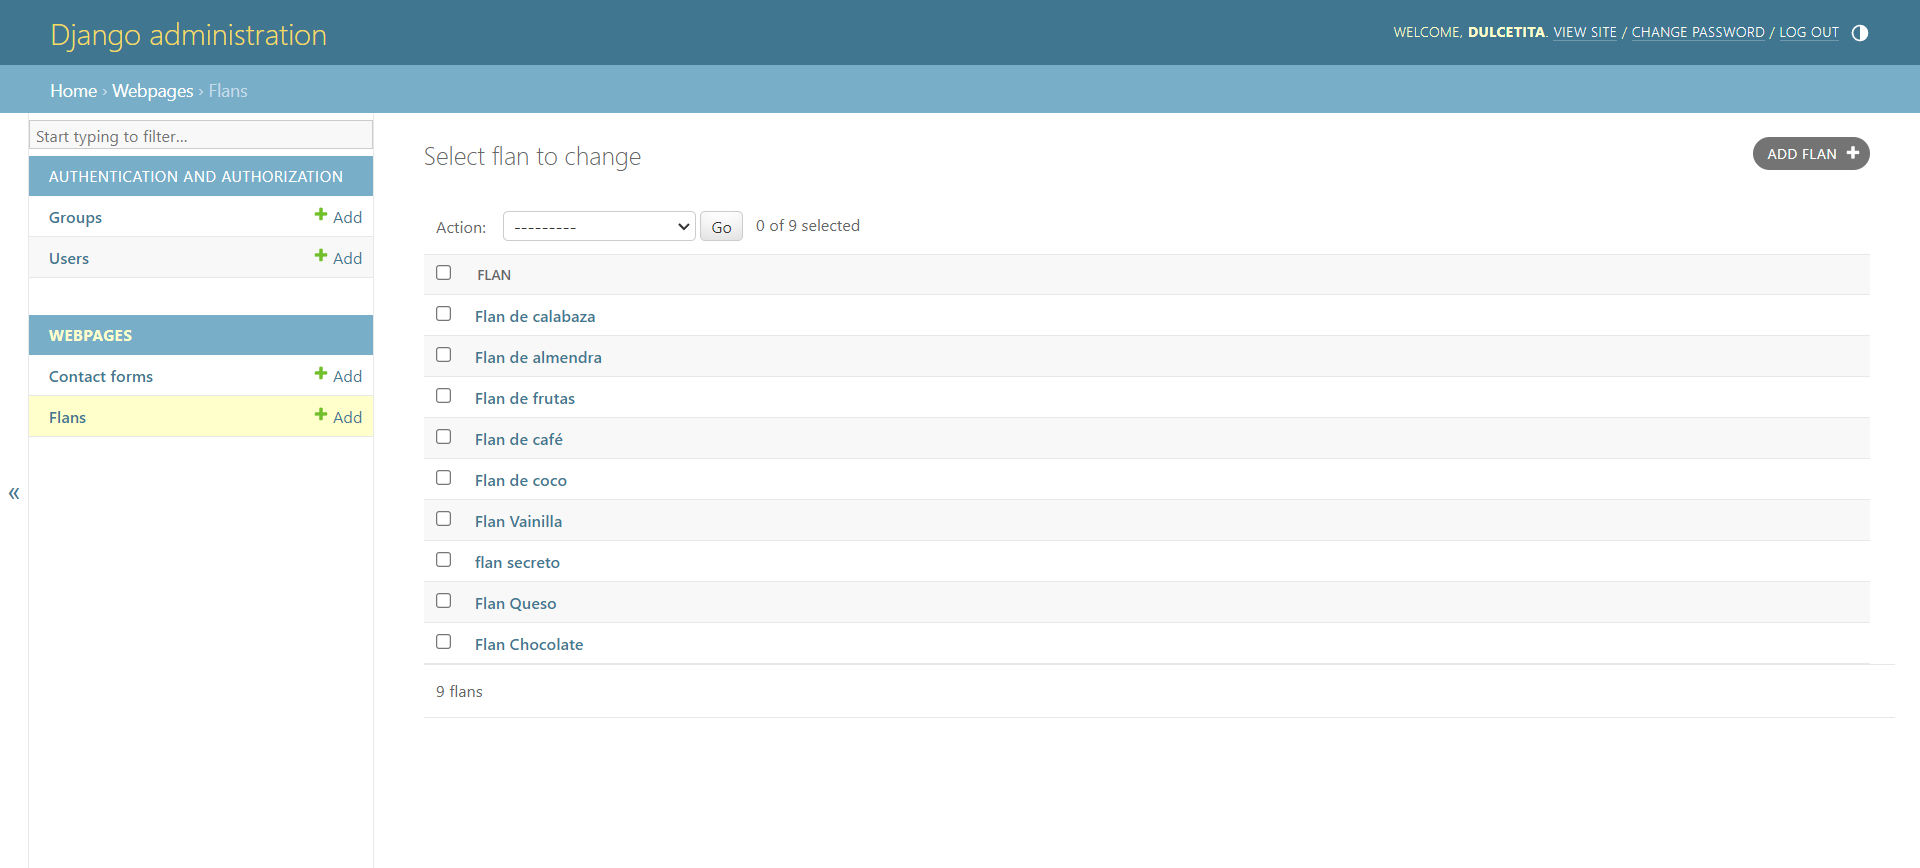 Django administration
WELCOME, DULCETITA. VIEW SITE / CHANGE PASSWORD / LOG OUT
Home › Webpages › Flans
Start typing to filter...
AUTHENTICATION AND AUTHORIZATION
Groups Add
Users Add
WEBPAGES
Contact forms Add
Flans Add
«
Select flan to change
ADD FLAN
Action: --------- Go 0 of 9 selected
FLAN
Flan de calabaza
Flan de almendra
Flan de frutas
Flan de café
Flan de coco
Flan Vainilla
flan secreto
Flan Queso
Flan Chocolate
9 flans